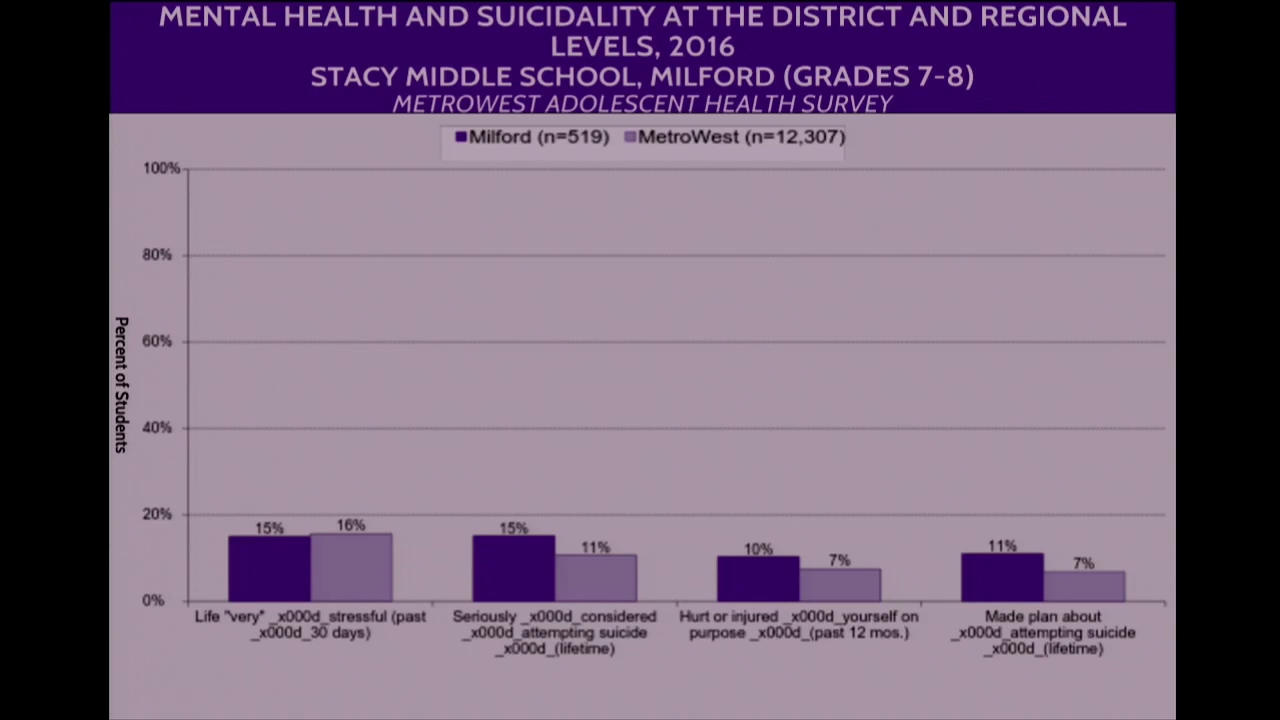 MENTAL HEALTH AND SUICIDALITY AT THE DISTRICT AND REGIONAL
LEVELS, 2016
STACY MIDDLE SCHOOL, MILFORD (GRADES 7-8)
METROWEST ADOLESCENT HEALTH SURVEY
Milford (n=519) MetroWest (n=12,307)
100%
80%
60%
40%
20%
0%
Percent of Students
15% 16% 15% 11% 10% 7% 11% 7%
Life "very" _x000d_stressful (past
_x000d_30 days)
Seriously _x000d_considered
_x000d_attempting suicide
_x000d_(lifetime)
Hurt or injured _x000d_yourself on
purpose _x000d_(past 12 mos.)
Made plan about
_x000d_attempting suicide
_x000d_(lifetime)